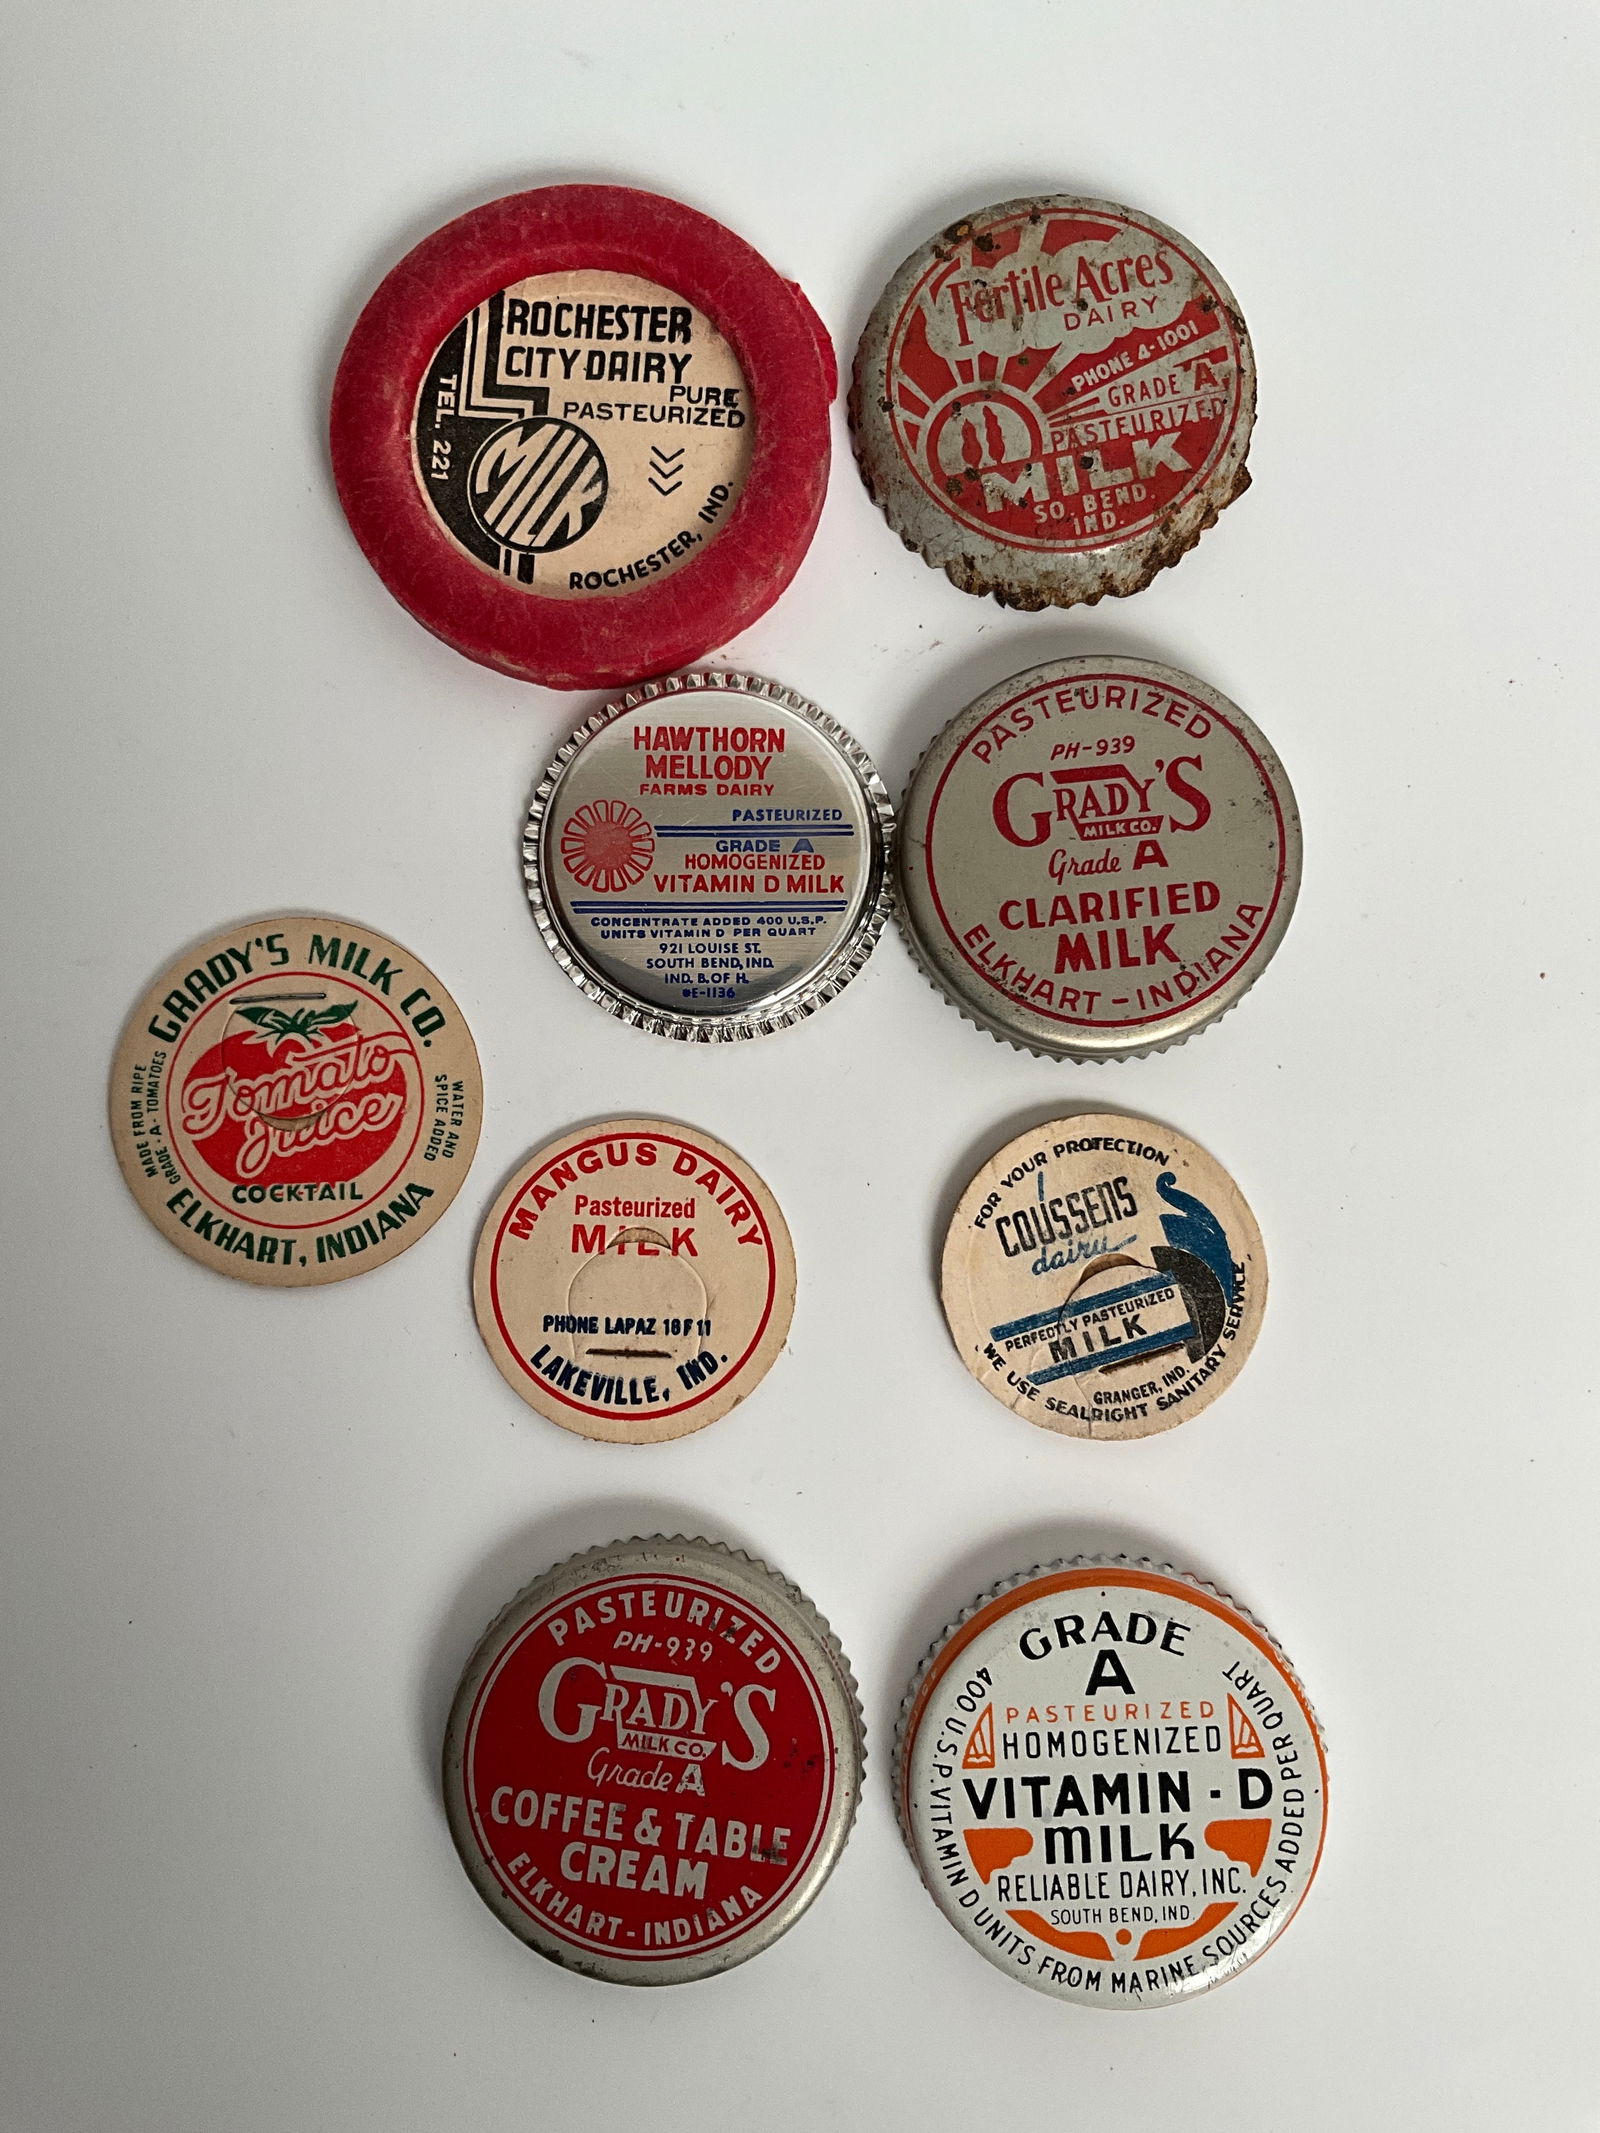 ROCHESTER
CITY DAIRY
PURE
PASTEURIZED
TEL. 221
MILK
ROCHESTER, IND.
Fertile Acres
DAIRY
PHONE 4-1001
GRADE "A"
PASTEURIZED
MILK
SO. BEND.
IND.
HAWTHORN
MELLODY
FARMS DAIRY
PASTEURIZED
GRADE A
HOMOGENIZED
VITAMIN D MILK
CONCENTRATE ADDED 400 U.S.P.
UNITS VITAMIN D PER QUART
921 LOUISE ST.
SOUTH BEND, IND.
IND. B. OF H.
#E-1136
PASTEURIZED
PH-939
GRADY'S
MILK CO.
Grade A
CLARIFIED
MILK
ELKHART - INDIANA
GRADY'S MILK CO.
MADE FROM RIPE
GRADE-A-TOMATOES
Tomato
Juice
COCKTAIL
WATER AND
SPICE ADDED
ELKHART, INDIANA
MANGUS DAIRY
Pasteurized
MILK
PHONE LAPAZ 16F11
LAKEVILLE, IND.
FOR YOUR PROTECTION
COUSSENS
dairy
PERFECTLY PASTEURIZED
MILK
GRANGER, IND.
WE USE SEALRIGHT SANITARY SERVICE
PASTEURIZED
PH-939
GRADY'S
MILK CO.
Grade A
COFFEE & TABLE
CREAM
ELKHART - INDIANA
GRADE
A
PASTEURIZED
HOMOGENIZED
VITAMIN - D
MILK
RELIABLE DAIRY, INC.
SOUTH BEND, IND.
400 U.S.P. VITAMIN D UNITS FROM MARINE SOURCES ADDED PER QUART